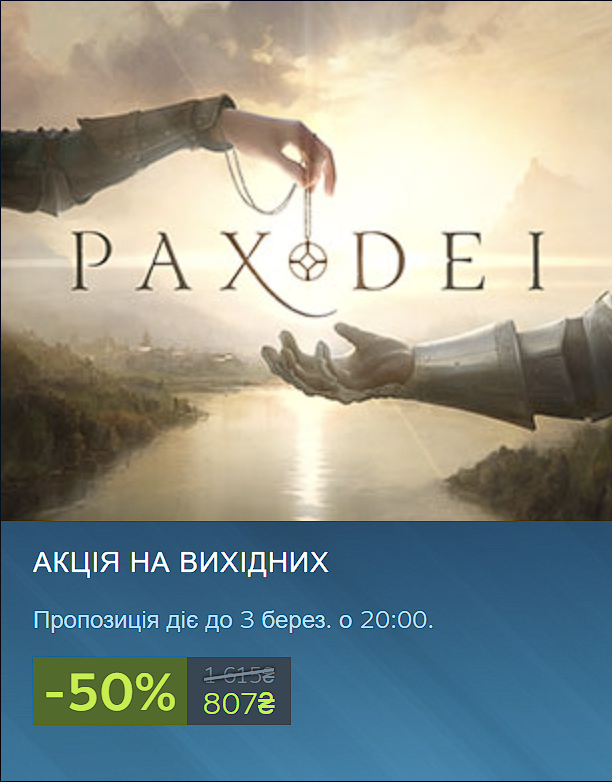 PAX DEI
АКЦІЯ НА ВИХІДНИХ
Пропозиція діє до 3 берез. о 20:00.
-50%
1 615₴
807₴